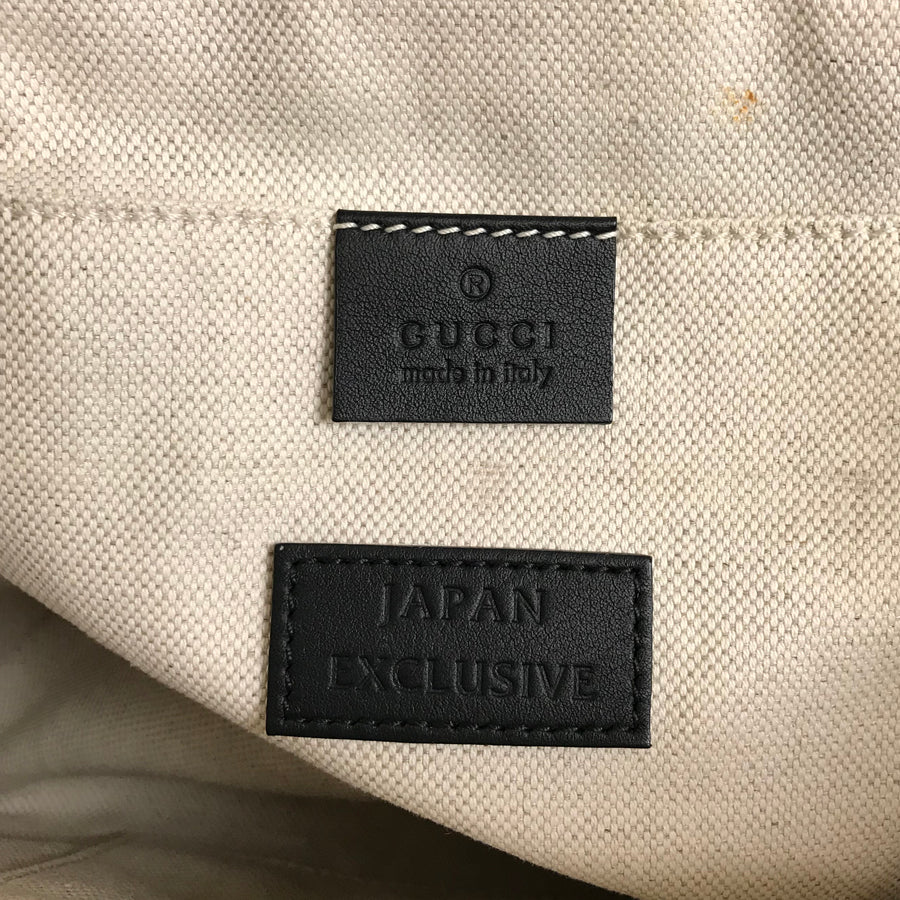 ®
GUCCI
made in italy
JAPAN
EXCLUSIVE